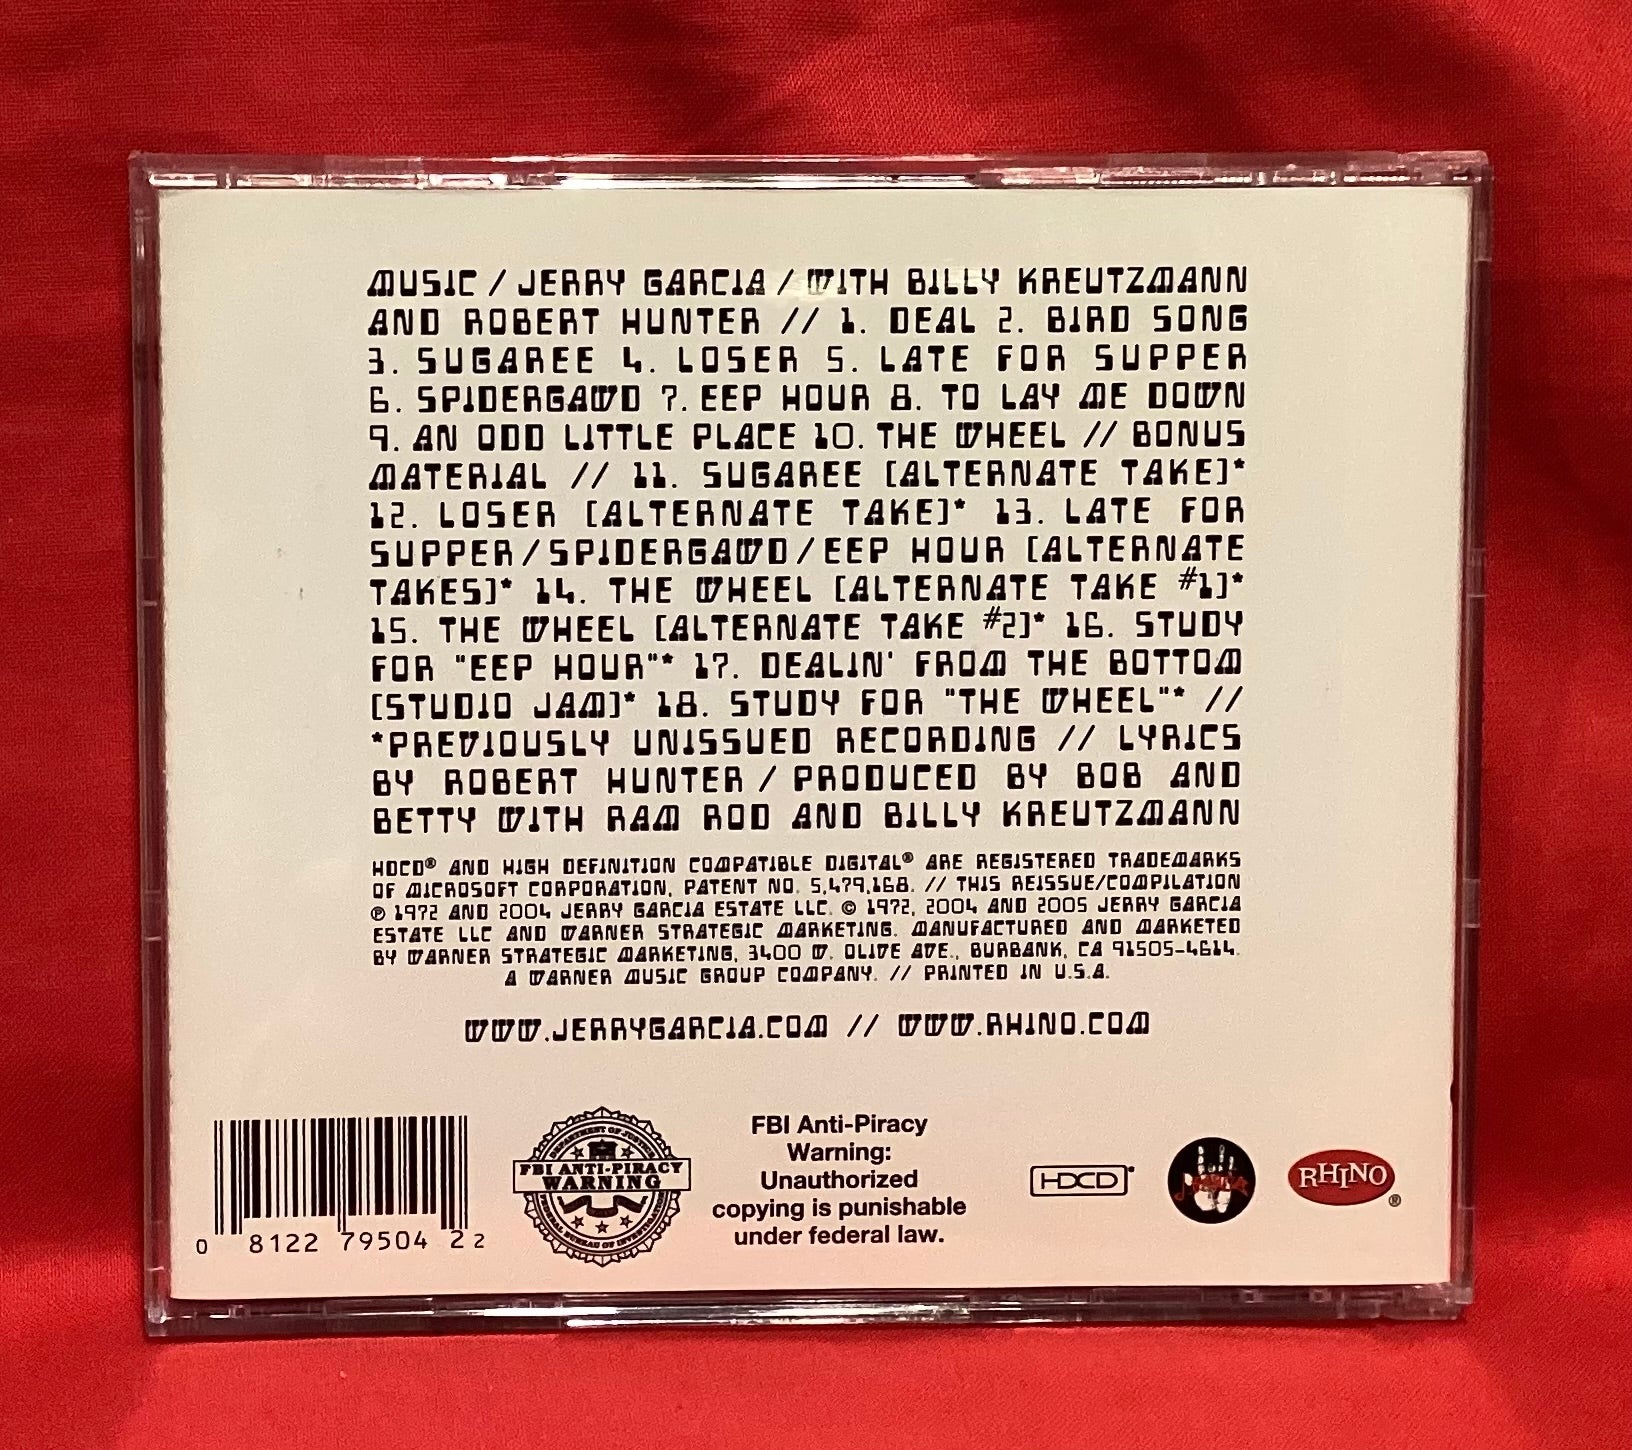 MUSIC / JERRY GARCIA / WITH BILLY KREUTZMANN
AND ROBERT HUNTER // 1. DEAL 2. BIRD SONG
3. SUGAREE 4. LOSER 5. LATE FOR SUPPER
6. SPIDERGAWD 7. EEP HOUR 8. TO LAY ME DOWN
9. AN ODD LITTLE PLACE 10. THE WHEEL // BONUS
MATERIAL // 11. SUGAREE [ALTERNATE TAKE]*
12. LOSER [ALTERNATE TAKE]* 13. LATE FOR
SUPPER/SPIDERGAWD/EEP HOUR [ALTERNATE
TAKES]* 14. THE WHEEL [ALTERNATE TAKE #1]*
15. THE WHEEL [ALTERNATE TAKE #2]* 16. STUDY
FOR "EEP HOUR"* 17. DEALIN' FROM THE BOTTOM
[STUDIO JAM]* 18. STUDY FOR "THE WHEEL"* //
*PREVIOUSLY UNISSUED RECORDING // LYRICS
BY ROBERT HUNTER / PRODUCED BY BOB AND
BETTY WITH RAM ROD AND BILLY KREUTZMANN
HDCD® AND HIGH DEFINITION COMPATIBLE DIGITAL® ARE REGISTERED TRADEMARKS
OF MICROSOFT CORPORATION, PATENT NO. 5,479,168. // THIS REISSUE/COMPILATION
℗ 1972 AND 2004 JERRY GARCIA ESTATE LLC. © 1972, 2004 AND 2005 JERRY GARCIA
ESTATE LLC AND WARNER STRATEGIC MARKETING. MANUFACTURED AND MARKETED
BY WARNER STRATEGIC MARKETING, 3400 W. OLIVE AVE., BURBANK, CA 91505-4614.
A WARNER MUSIC GROUP COMPANY. // PRINTED IN U.S.A.
WWW.JERRYGARCIA.COM // WWW.RHINO.COM
0 8122 79504 2 2
DEPARTMENT OF JUSTICE
FBI ANTI-PIRACY
WARNING
FEDERAL BUREAU OF INVESTIGATION
FBI Anti-Piracy
Warning:
Unauthorized
copying is punishable
under federal law.
HDCD®
RHINO®